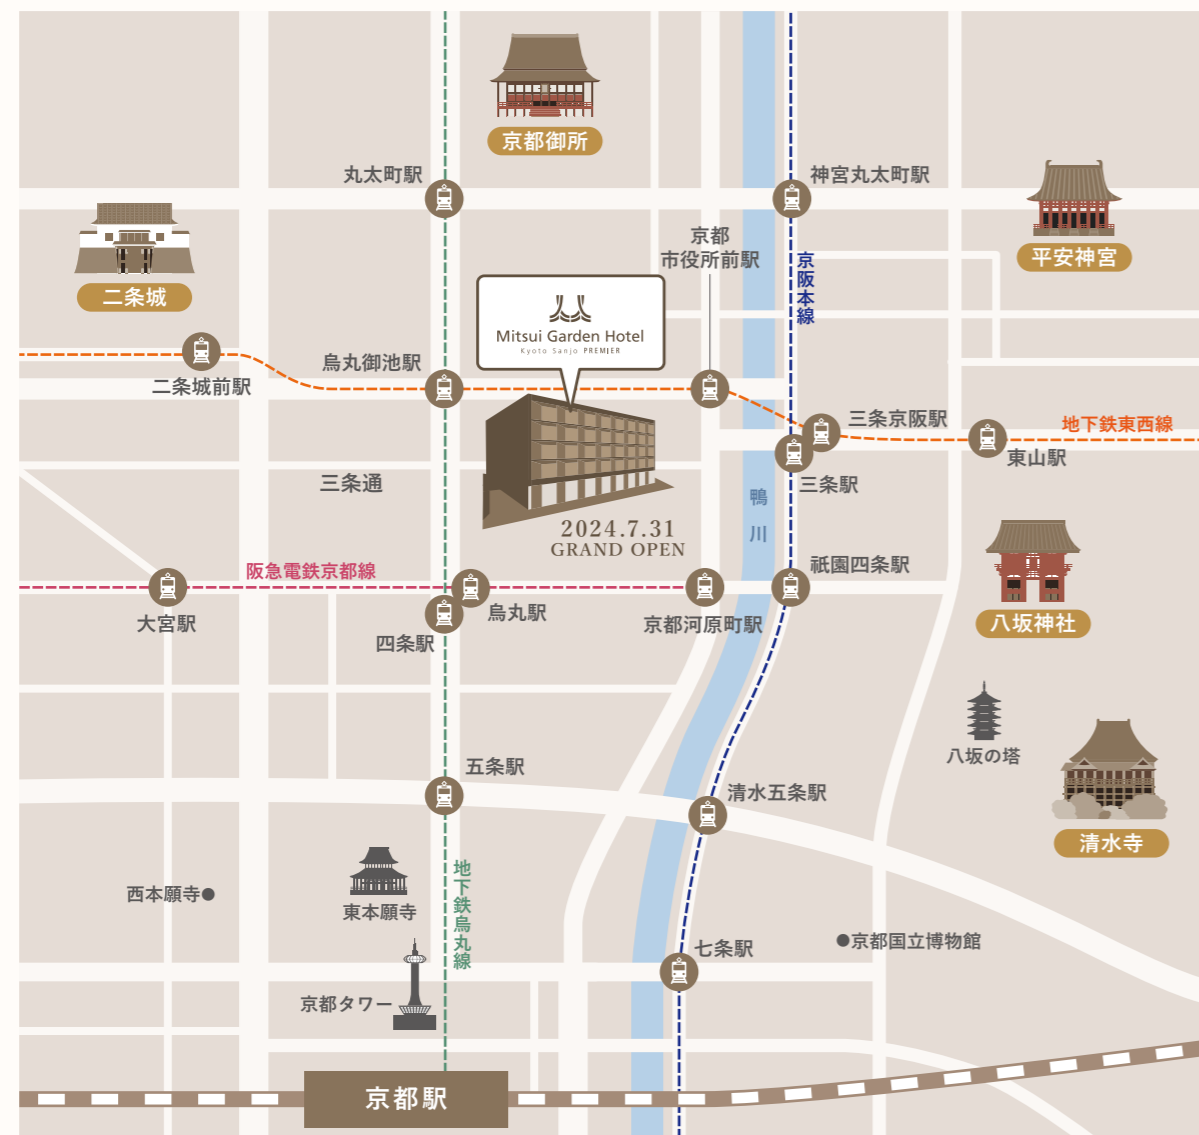 京都御所
丸太町駅
神宮丸太町駅
平安神宮
京都
市役所前駅
京阪本線
二条城
Mitsui Garden Hotel
Kyoto Sanjo PREMIER
二条城前駅
烏丸御池駅
三条京阪駅
地下鉄東西線
東山駅
三条通
三条駅
鴨川
2024.7.31
GRAND OPEN
阪急電鉄京都線
祇園四条駅
大宮駅
烏丸駅
四条駅
京都河原町駅
八坂神社
八坂の塔
五条駅
清水五条駅
清水寺
西本願寺
東本願寺
地下鉄烏丸線
京都国立博物館
七条駅
京都タワー
京都駅